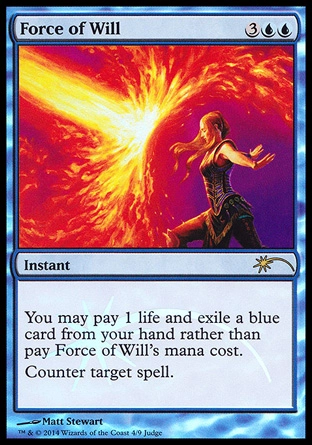 Force of Will 3
Instant
You may pay 1 life and exile a blue
card from your hand rather than
pay Force of Will's mana cost.
Counter target spell.
Matt Stewart
™ & © 2014 Wizards of the Coast 4/9 Judge